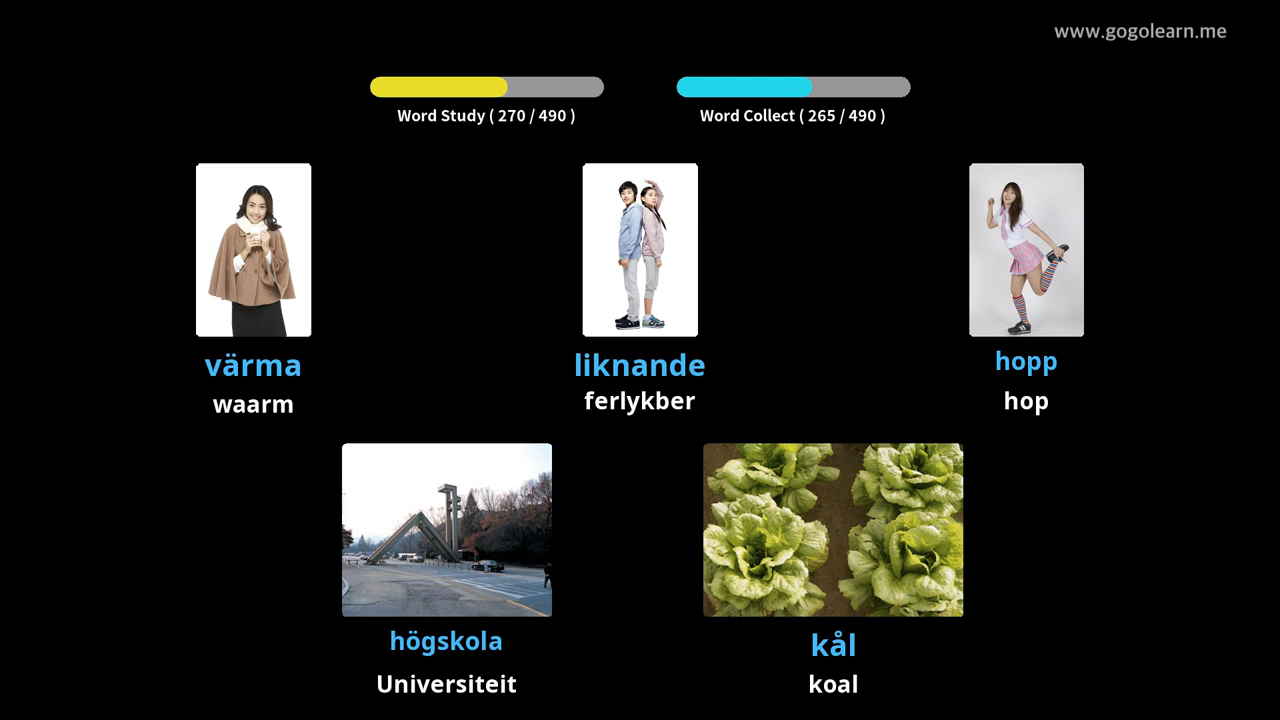 www.gogolearn.me
Word Study ( 270 / 490 )
Word Collect ( 265 / 490 )
värma
waarm
liknande
ferlykber
hopp
hop
högskola
Universiteit
kål
koal